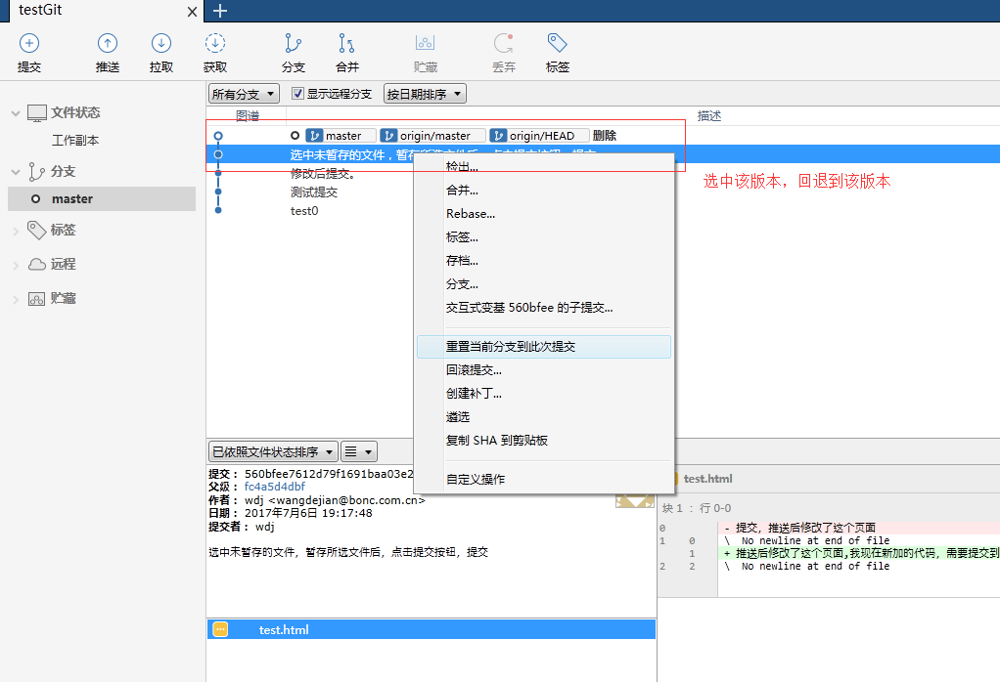 testGit
提交
推送
拉取
获取
分支
合并
贮藏
丢弃
标签
文件状态
工作副本
分支
master
标签
远程
贮藏
所有分支
显示远程分支
按日期排序
图谱
描述
master origin/master origin/HEAD 删除
选中未暂存的文件，暂存所选文件后，点击提交按钮，提交
修改后提交。
测试提交
test0
选中该版本，回退到该版本
检出...
合并...
Rebase...
标签...
存档...
分支...
交互式变基 560bfee 的子提交...
重置当前分支到此次提交
回滚提交...
创建补丁...
遴选
复制 SHA 到剪贴板
自定义操作
已依照文件状态排序
提交： 560bfee7612d79f1691baa03e2
父级： fc4a5d4dbf
作者： wdj <wangdejian@bonc.com.cn>
日期： 2017年7月6日 19:17:48
提交者： wdj
选中未暂存的文件，暂存所选文件后，点击提交按钮，提交
test.html
test.html
块 1 ：行 0-0
0 - 提交，推送后修改了这个页面
1 0 \ No newline at end of file
1 + 推送后修改了这个页面,我现在新加的代码，需要提交到
2 2 \ No newline at end of file